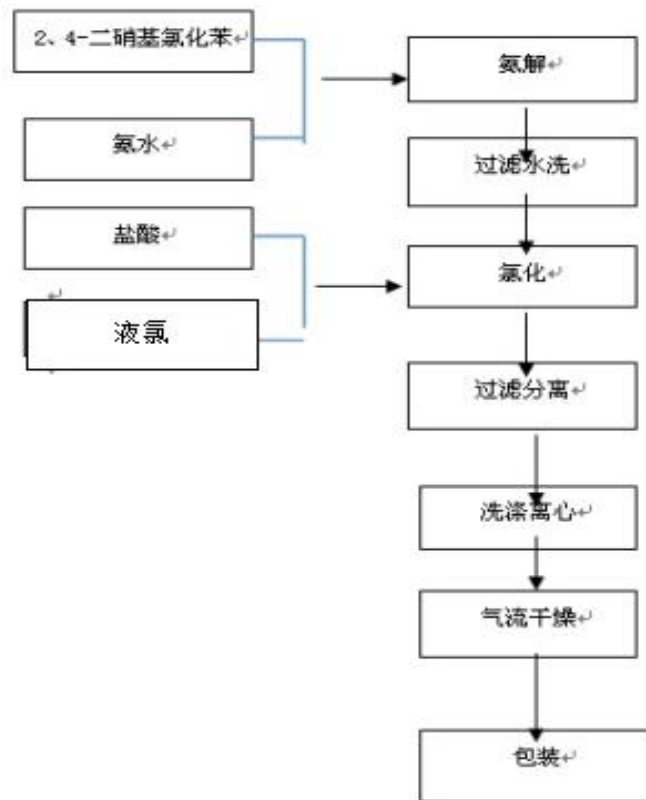 2、4-二硝基氯化苯
氨水
盐酸
液氯
氨解
过滤水洗
氯化
过滤分离
洗涤离心
气流干燥
包装